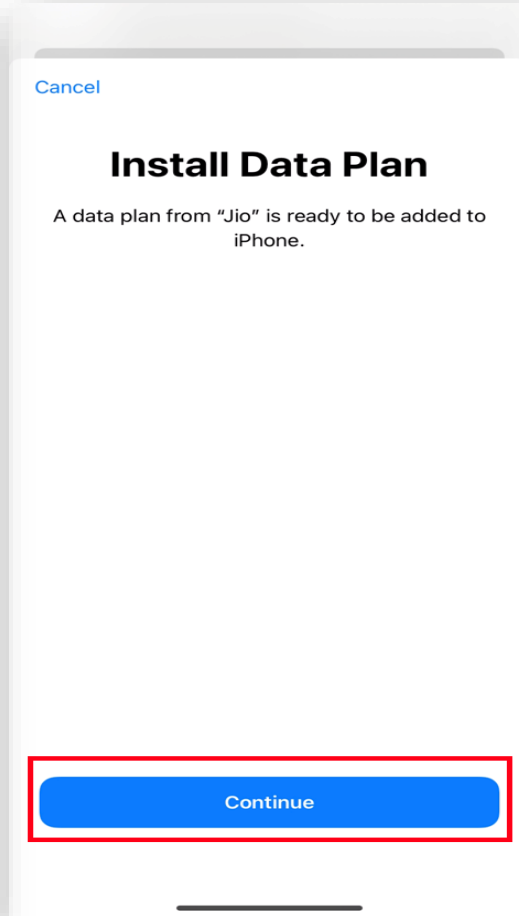 Cancel
Install Data Plan
A data plan from “Jio” is ready to be added to
iPhone.
Continue